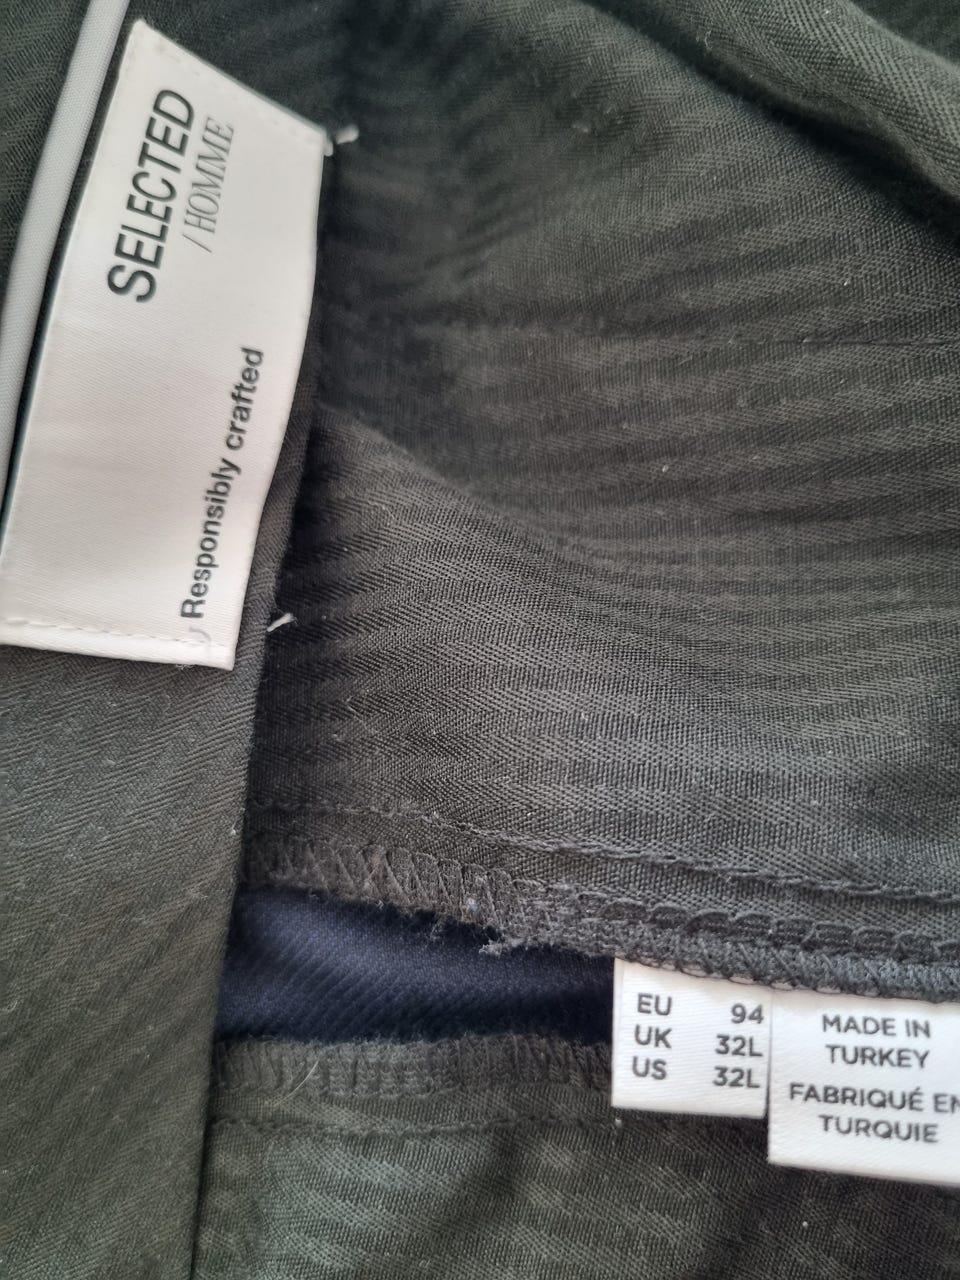 SELECTED
/ HOMME
Responsibly crafted
EU 94
UK 32L
US 32L
MADE IN
TURKEY
FABRIQUÉ EN
TURQUIE